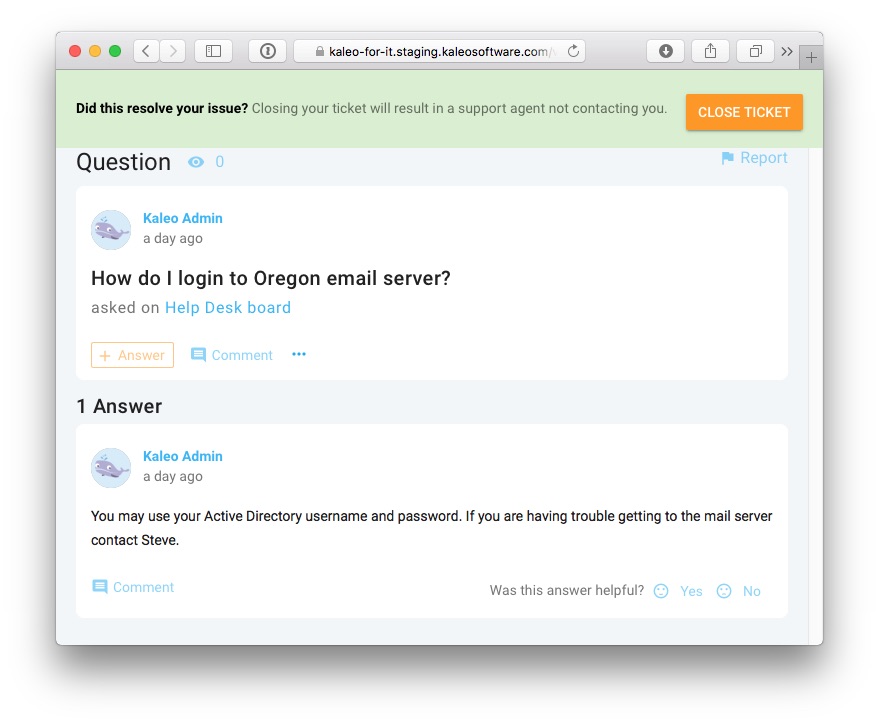 kaleo-for-it.staging.kaleosoftware.com/
Did this resolve your issue? Closing your ticket will result in a support agent not contacting you.
CLOSE TICKET
Question 0
Report
Kaleo Admin
a day ago
How do I login to Oregon email server?
asked on Help Desk board
+ Answer Comment •••
1 Answer
Kaleo Admin
a day ago
You may use your Active Directory username and password. If you are having trouble getting to the mail server
contact Steve.
Comment
Was this answer helpful? Yes No